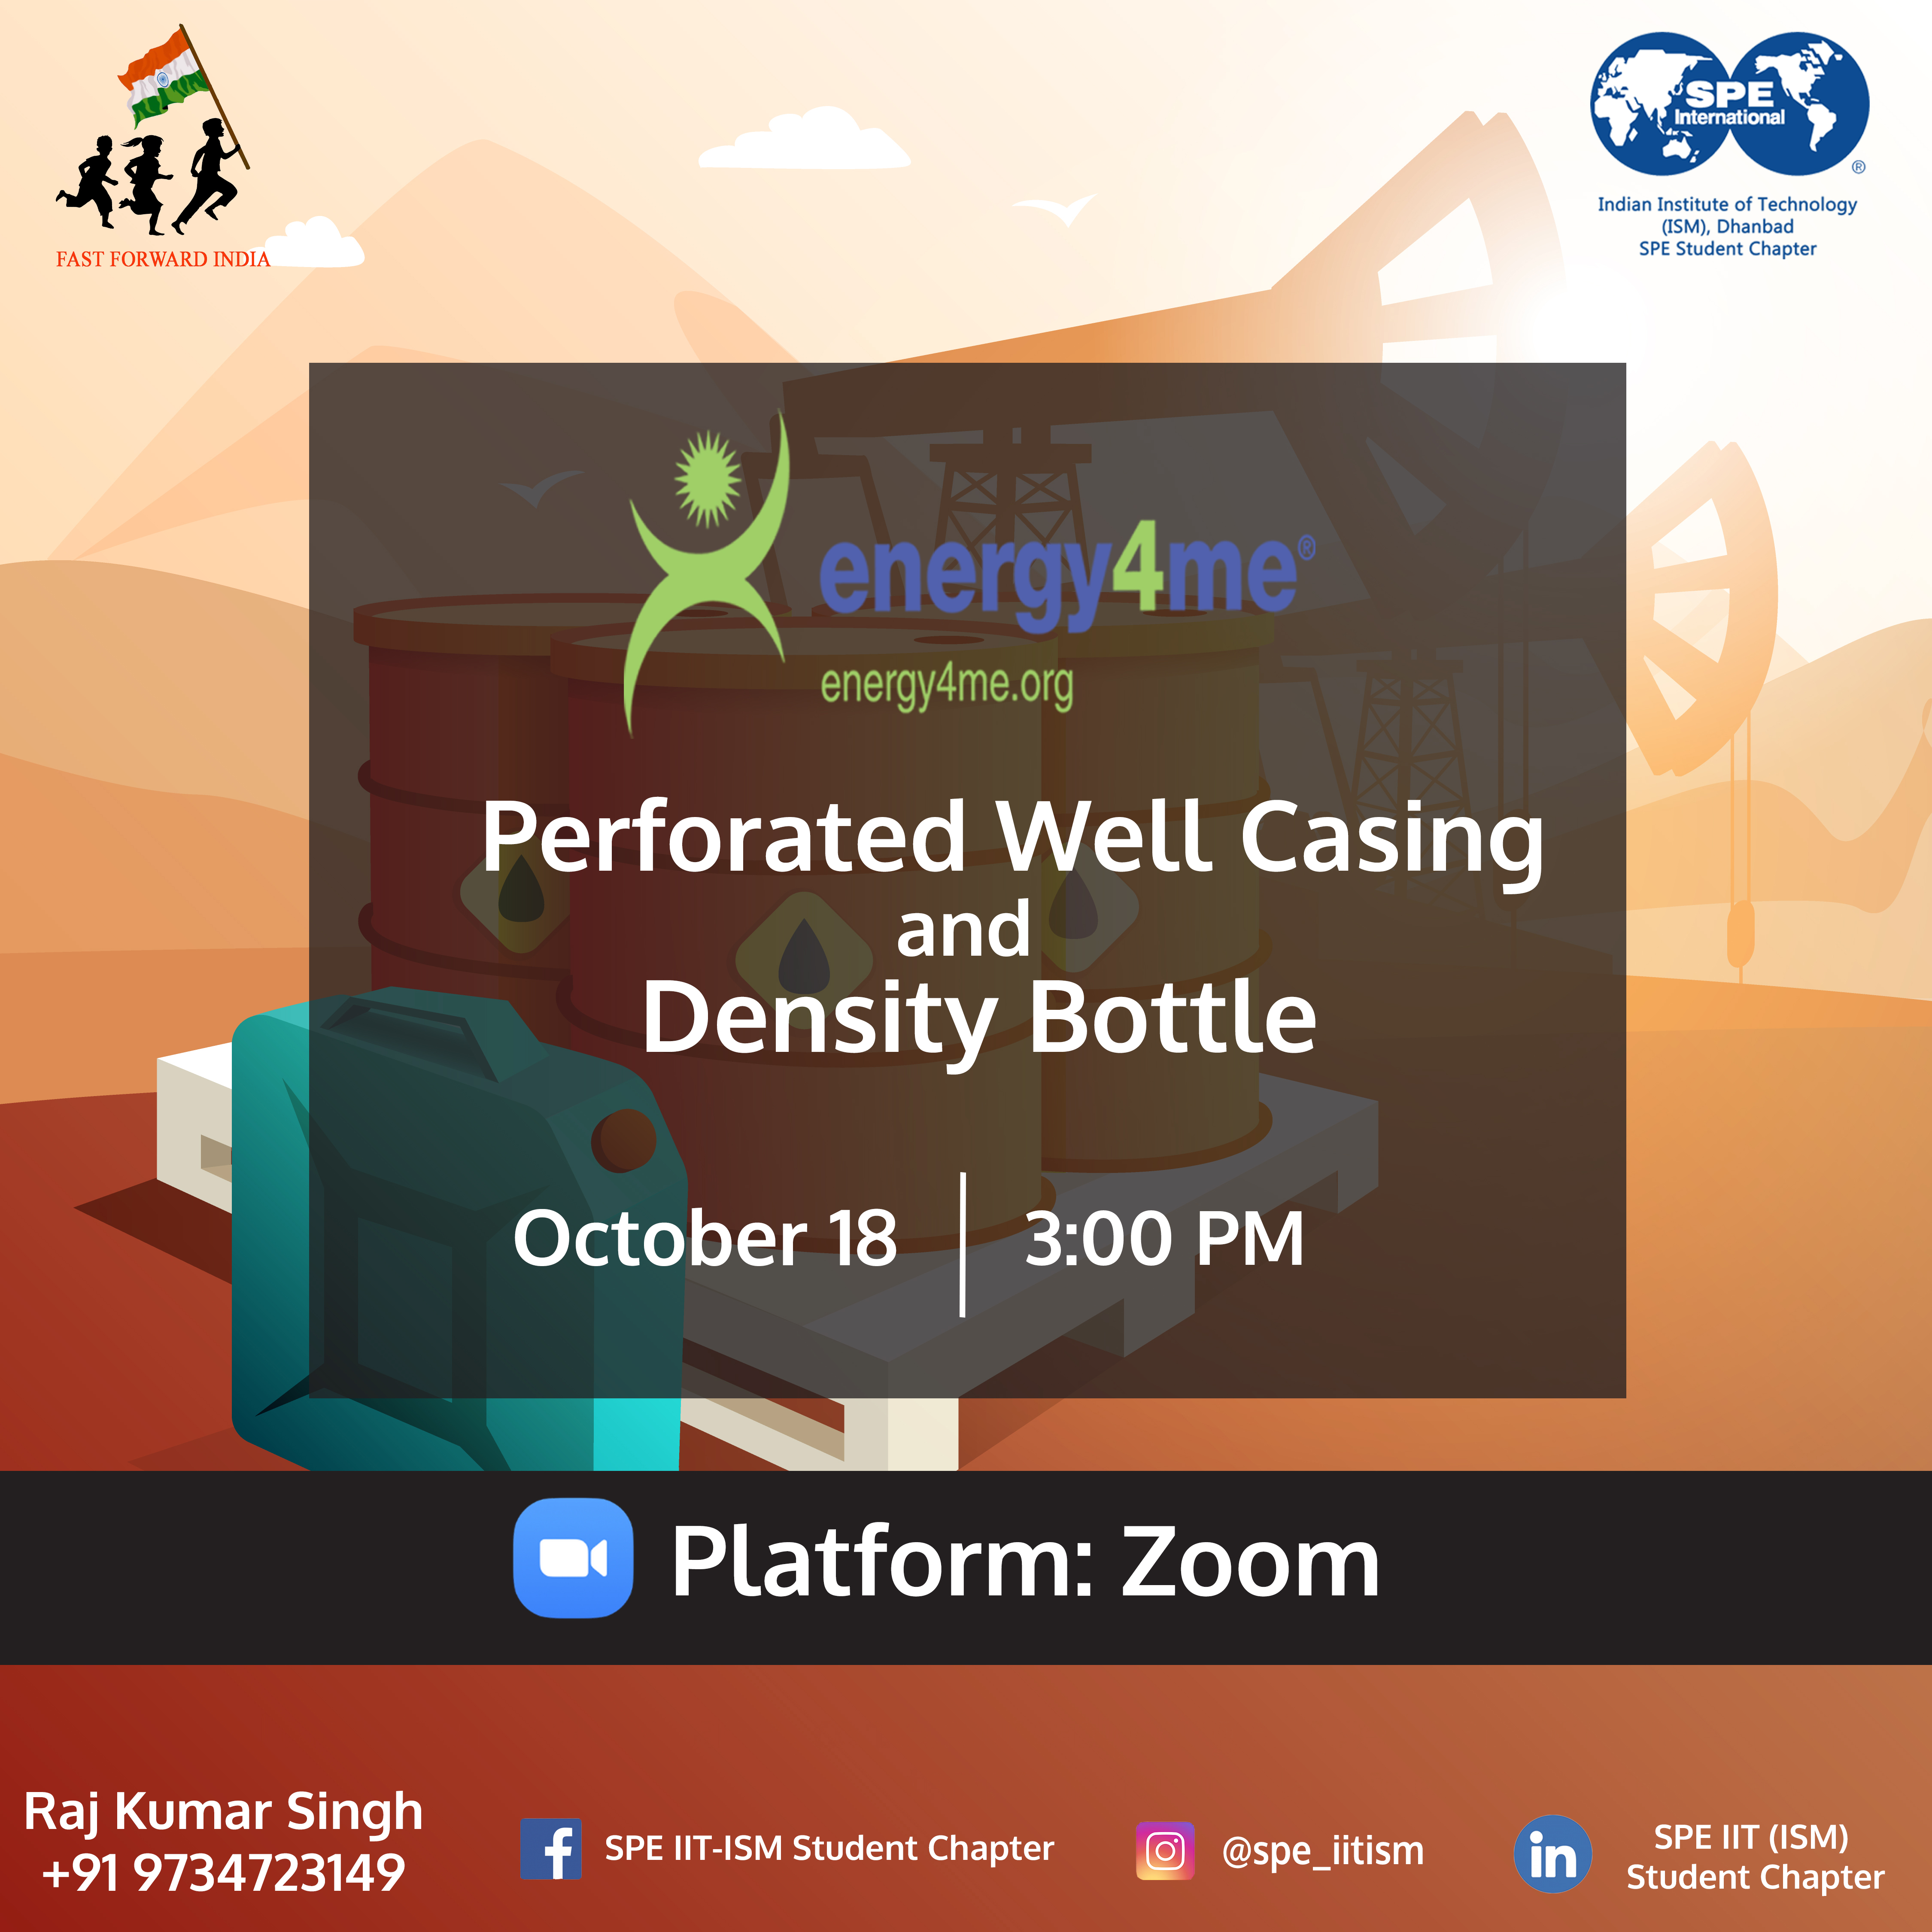 FAST FORWARD INDIA
SPE
International
®
Indian Institute of Technology
(ISM), Dhanbad
SPE Student Chapter
energy4me®
energy4me.org
Perforated Well Casing
and
Density Bottle
October 18 | 3:00 PM
Platform: Zoom
Raj Kumar Singh
+91 9734723149
SPE IIT-ISM Student Chapter
@spe_iitism
in
SPE IIT (ISM)
Student Chapter